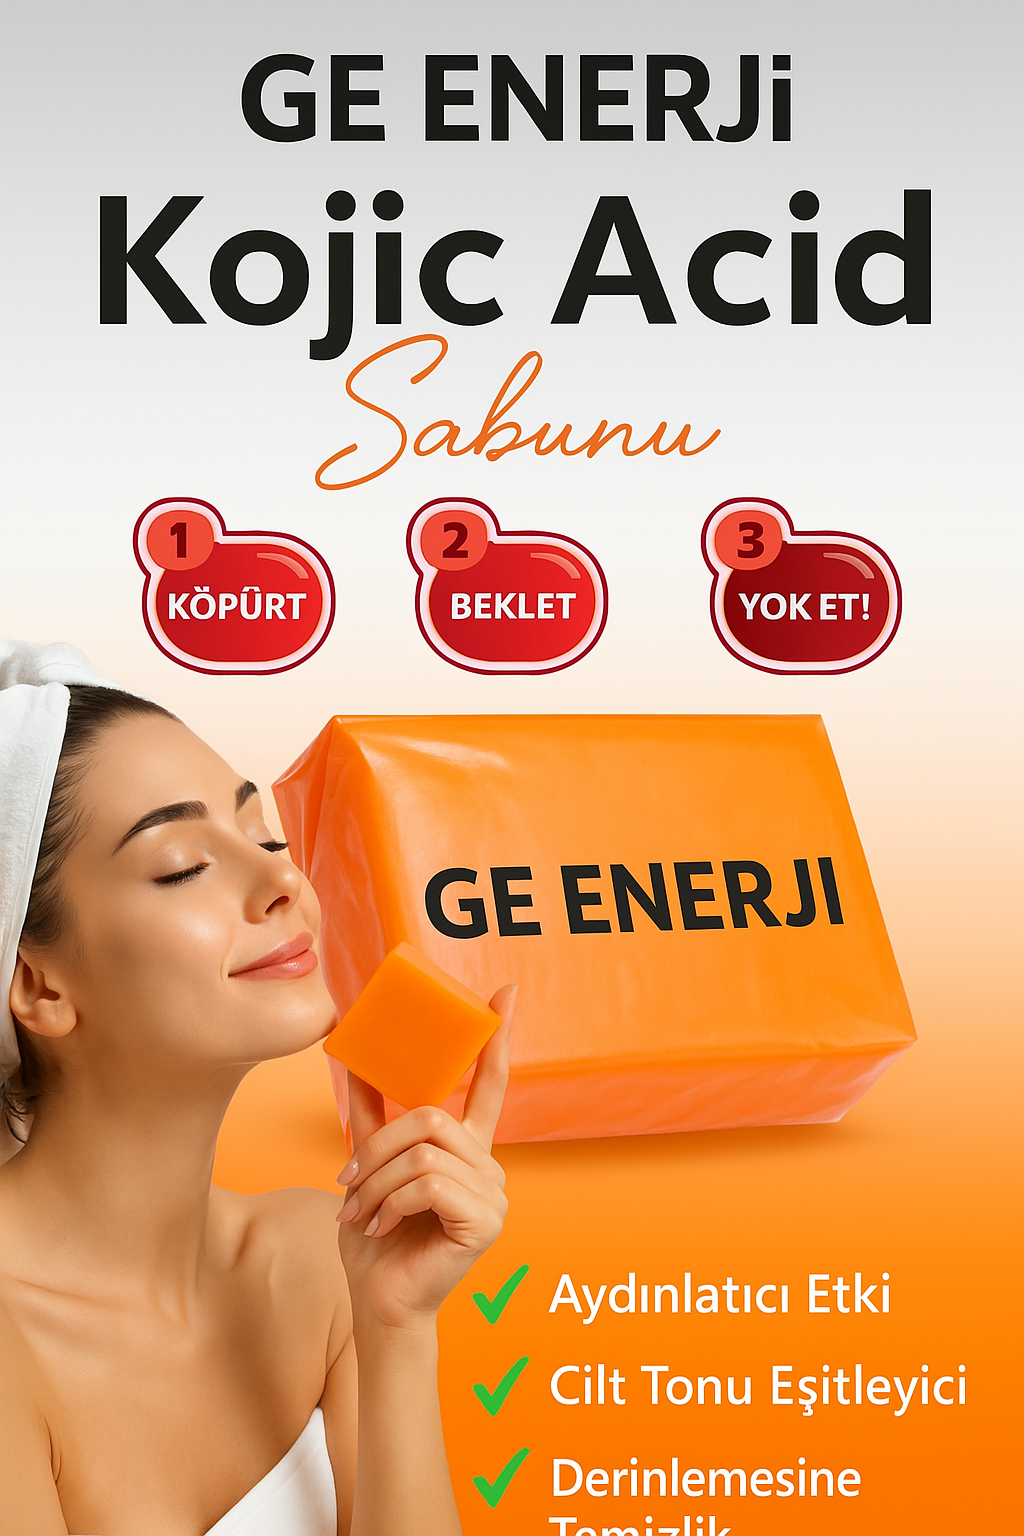 GE ENERJi
Kojic Acid
Sabunu
1
KÖPÜRT
2
BEKLET
3
YOK ET!
GE ENERJI
Aydınlatıcı Etki
Cilt Tonu Eşitleyici
Derinlemesine
Temizlik